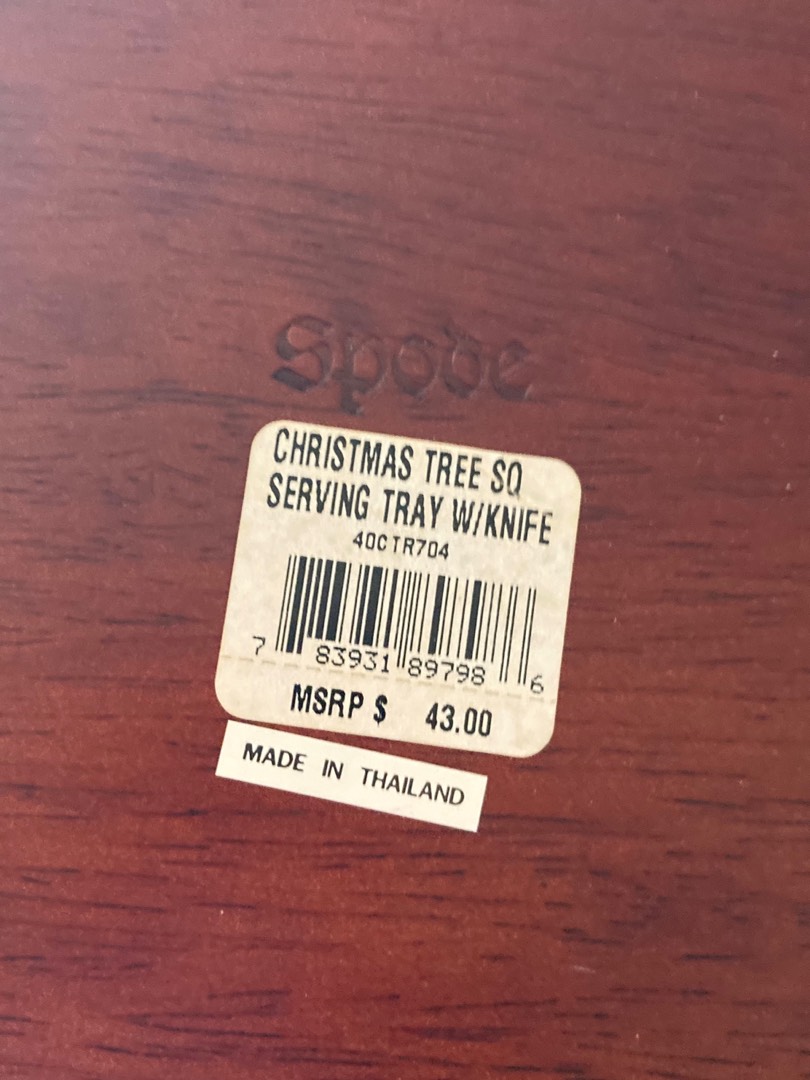 Spode
CHRISTMAS TREE SQ
SERVING TRAY W/KNIFE
40CTR704
7 83931 89798 6
MSRP $ 43.00
MADE IN THAILAND